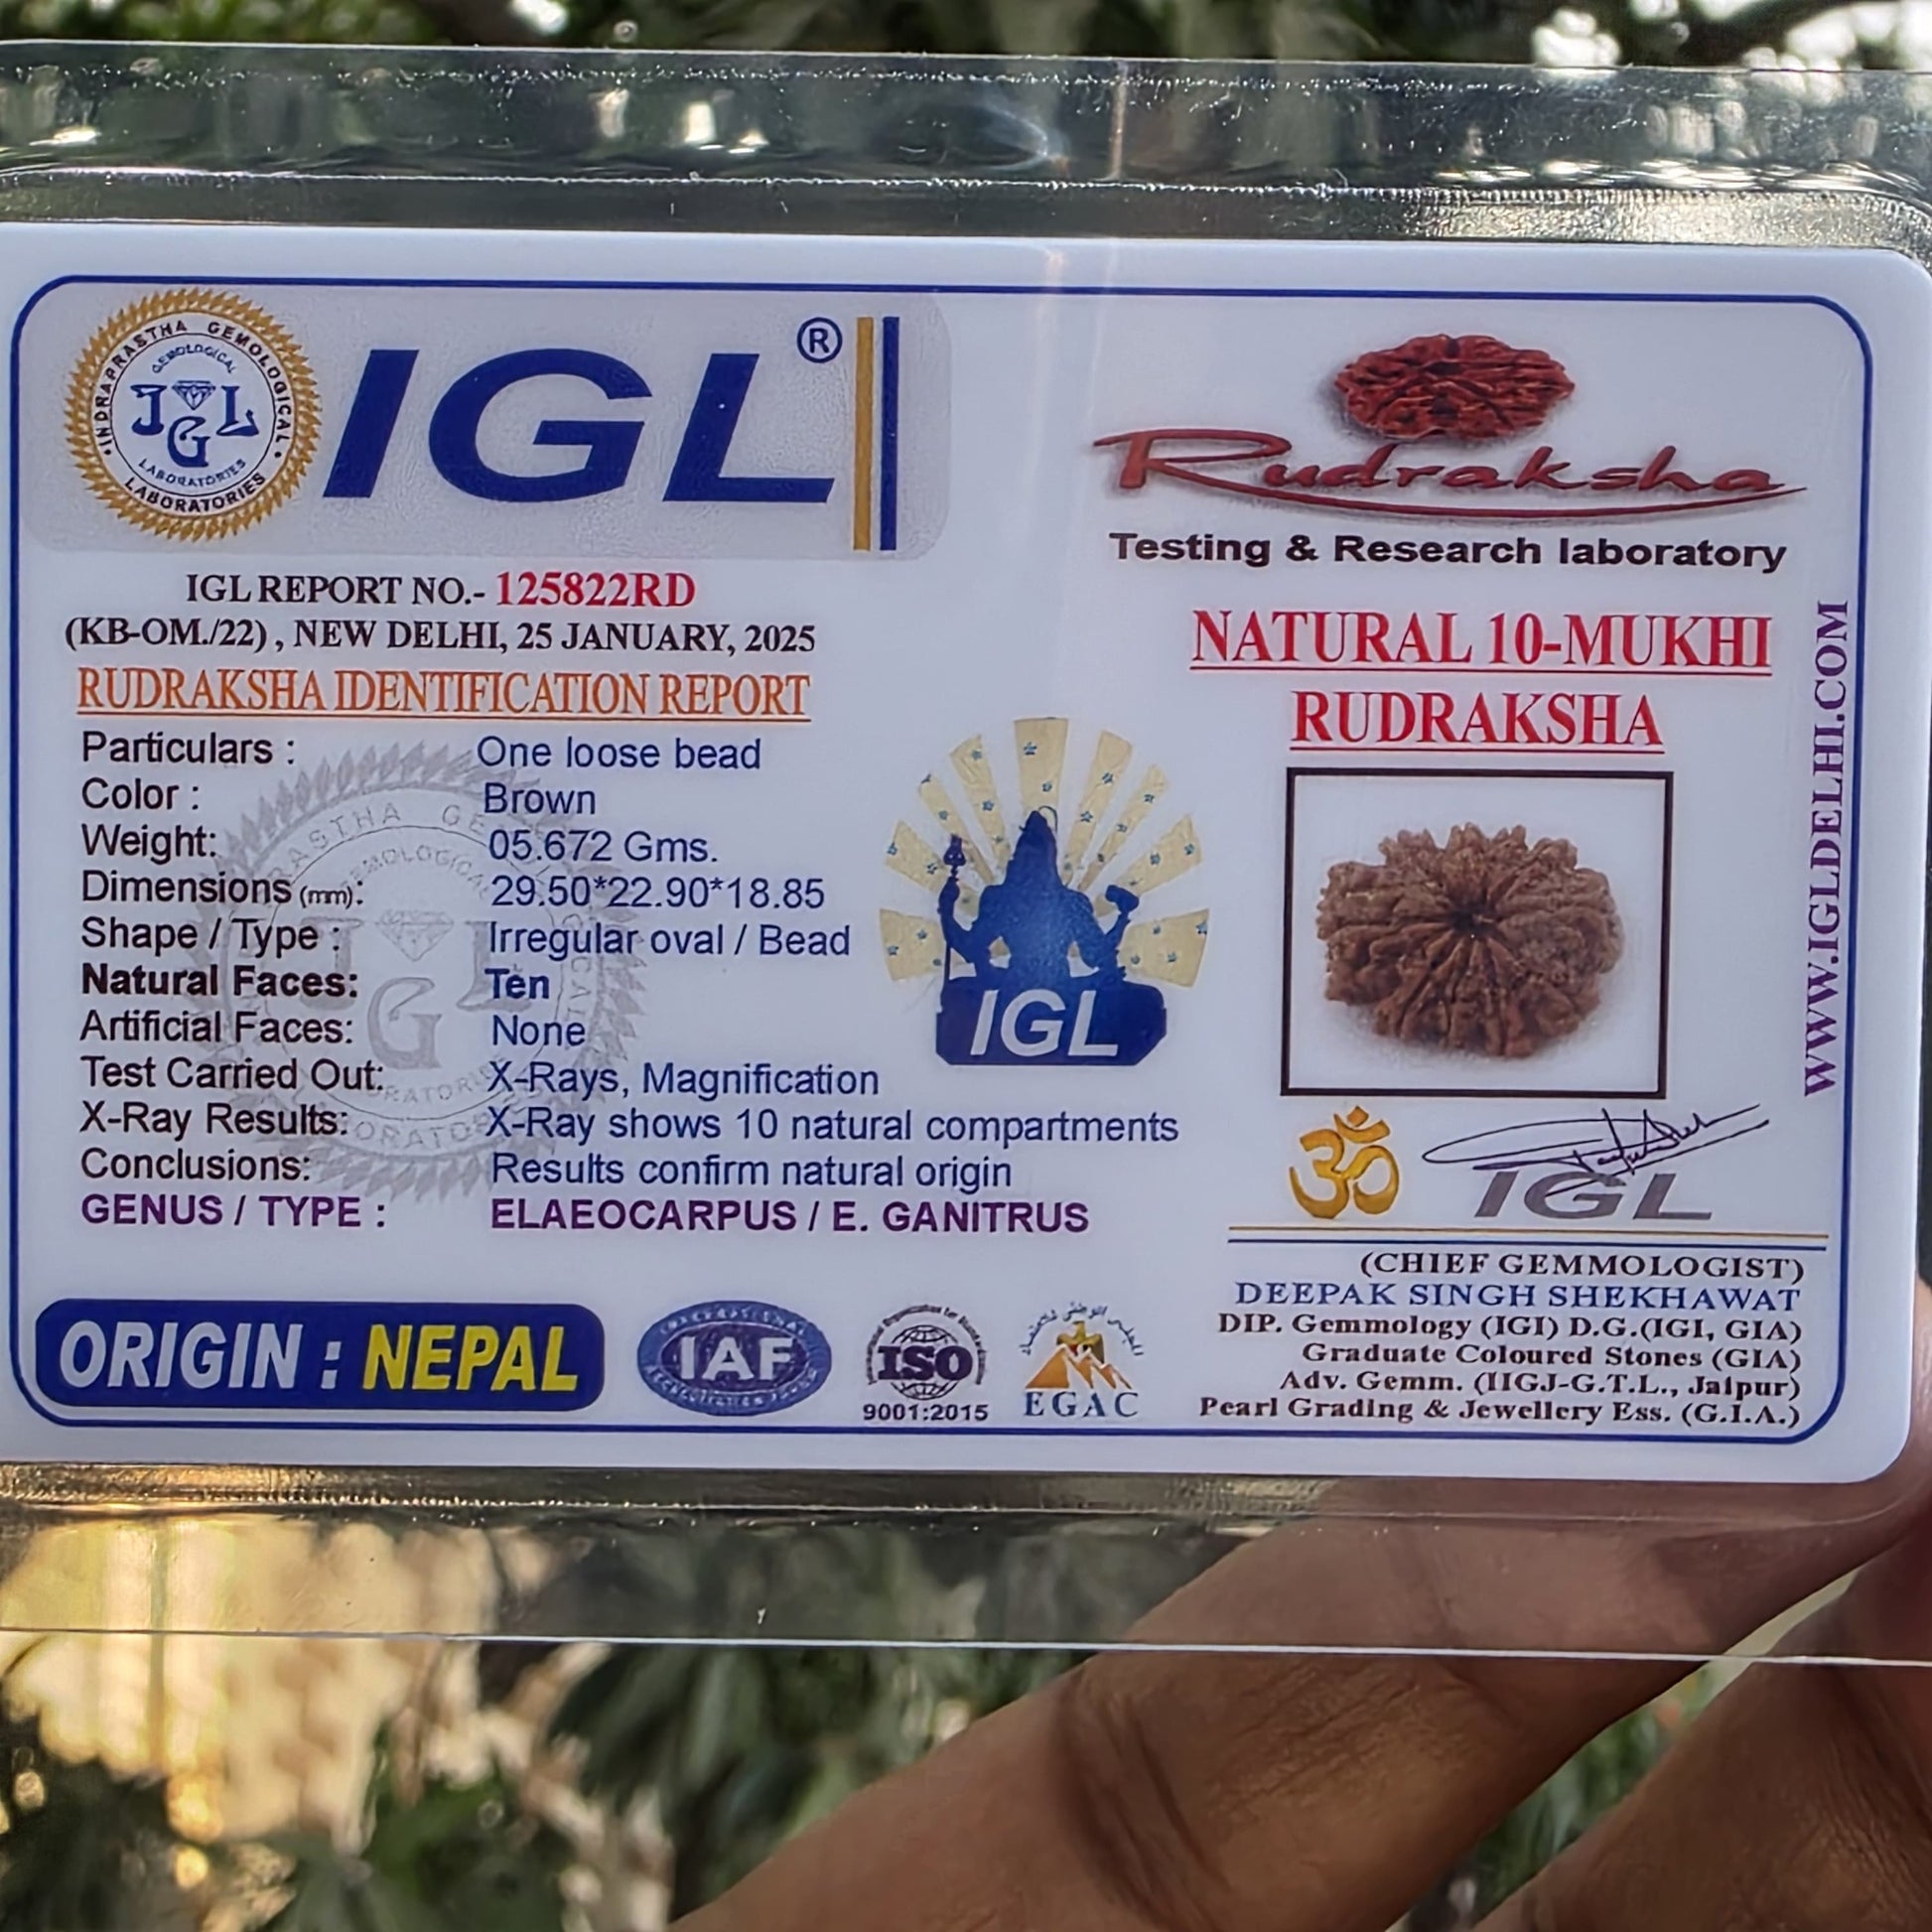 INDRAPRASTHA GEMOLOGICAL
GEMOLOGICAL
IGL
LABORATORIES
LABORATORIES
IGL®
Rudraksha
Testing & Research laboratory
IGL REPORT NO.- 125822RD
(KB-OM./22) , NEW DELHI, 25 JANUARY, 2025
RUDRAKSHA IDENTIFICATION REPORT
Particulars : One loose bead
Color : Brown
Weight: 05.672 Gms.
Dimensions (mm): 29.50*22.90*18.85
Shape / Type : Irregular oval / Bead
Natural Faces: Ten
Artificial Faces: None
Test Carried Out: X-Rays, Magnification
X-Ray Results: X-Ray shows 10 natural compartments
Conclusions: Results confirm natural origin
GENUS / TYPE : ELAEOCARPUS / E. GANITRUS
IGL
NATURAL 10-MUKHI
RUDRAKSHA
WWW.IGLDELHI.COM
ॐ
IGL
(CHIEF GEMMOLOGIST)
DEEPAK SINGH SHEKHAWAT
DIP. Gemmology (IGI) D.G.(IGI, GIA)
Graduate Coloured Stones (GIA)
Adv. Gemm. (IIGJ-G.T.L., Jaipur)
Pearl Grading & Jewellery Ess. (G.I.A.)
ORIGIN : NEPAL
IAF
ISO
9001:2015
EGAC